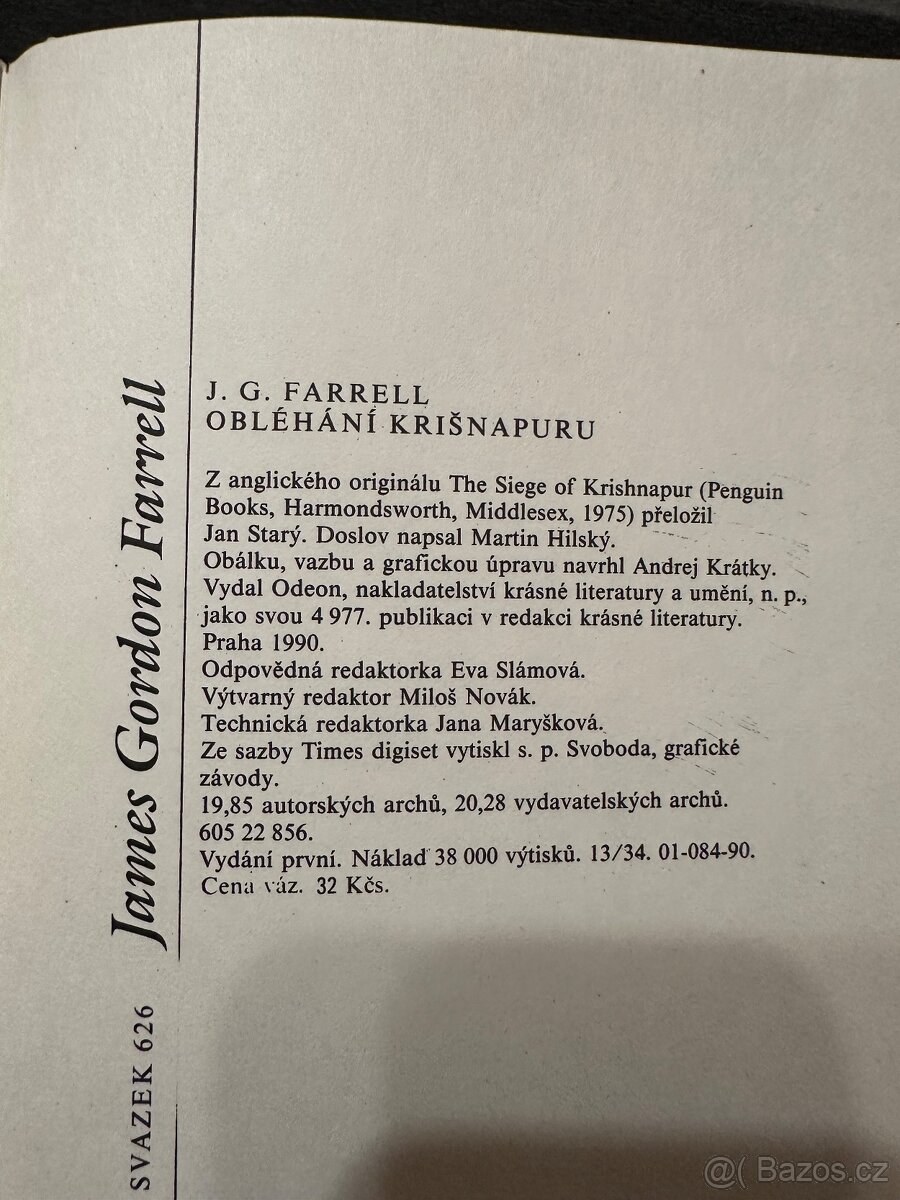 J. G. FARRELL
OBLÉHÁNÍ KRIŠNAPURU
Z anglického originálu The Siege of Krishnapur (Penguin
Books, Harmondsworth, Middlesex, 1975) přeložil
Jan Starý. Doslov napsal Martin Hilský.
Obálku, vazbu a grafickou úpravu navrhl Andrej Krátky.
Vydal Odeon, nakladatelství krásné literatury a umění, n. p.,
jako svou 4 977. publikaci v redakci krásné literatury.
Praha 1990.
Odpovědná redaktorka Eva Slámová.
Výtvarný redaktor Miloš Novák.
Technická redaktorka Jana Maryšková.
Ze sazby Times digiset vytiskl s. p. Svoboda, grafické
závody.
19,85 autorských archů, 20,28 vydavatelských archů.
605 22 856.
Vydání první. Náklad 38 000 výtisků. 13/34. 01-084-90.
Cena váz. 32 Kčs.
James Gordon Farrell
SVAZEK 626
@( Bazos.cz